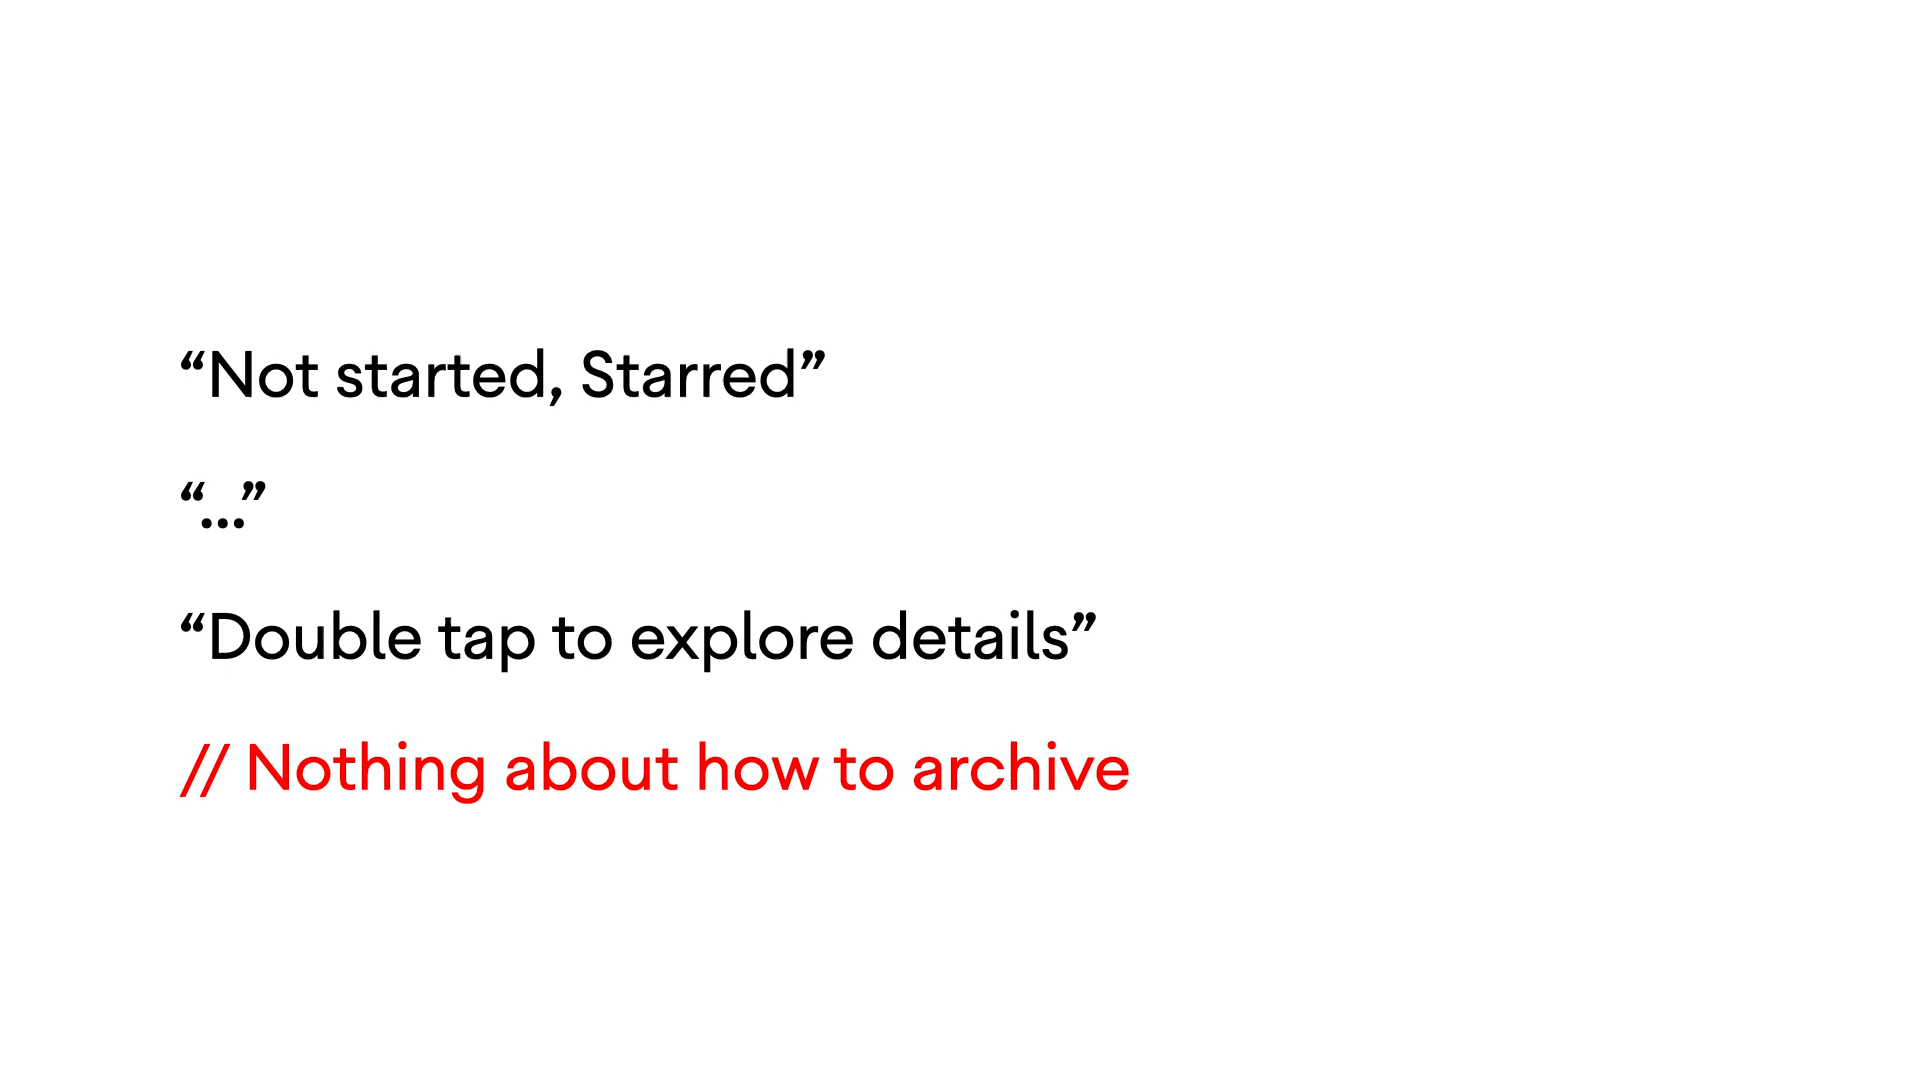 “Not started, Starred”
“...”
“Double tap to explore details”
// Nothing about how to archive